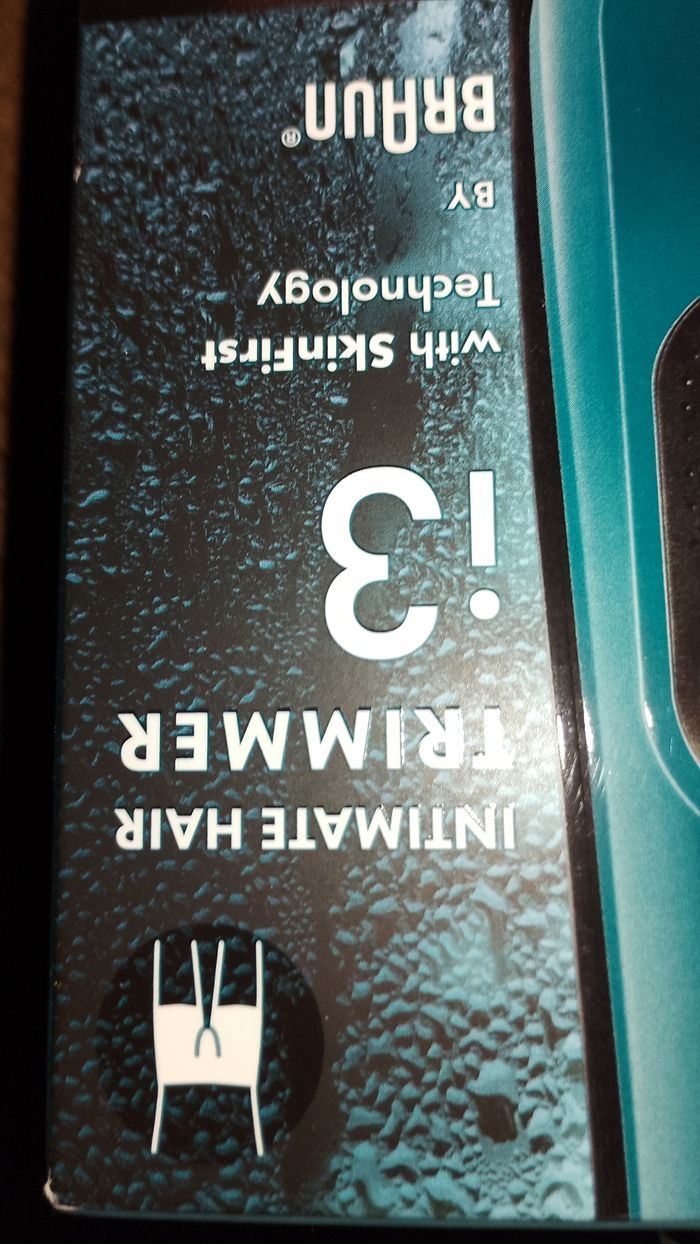 INTIMATE HAIR
TRIMMER
i3
with SkinFirst
Technology
BY
BRAUN®